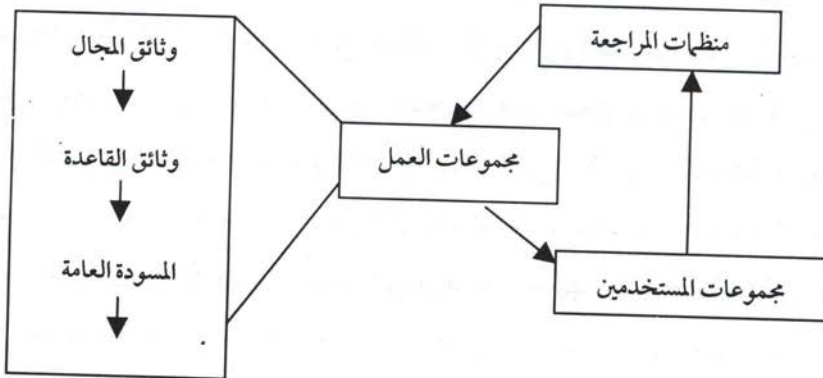 منظمات المراجعة
وثائق المجال
مجموعات العمل
وثائق القاعدة
المسودة العامة
مجموعات المستخدمين